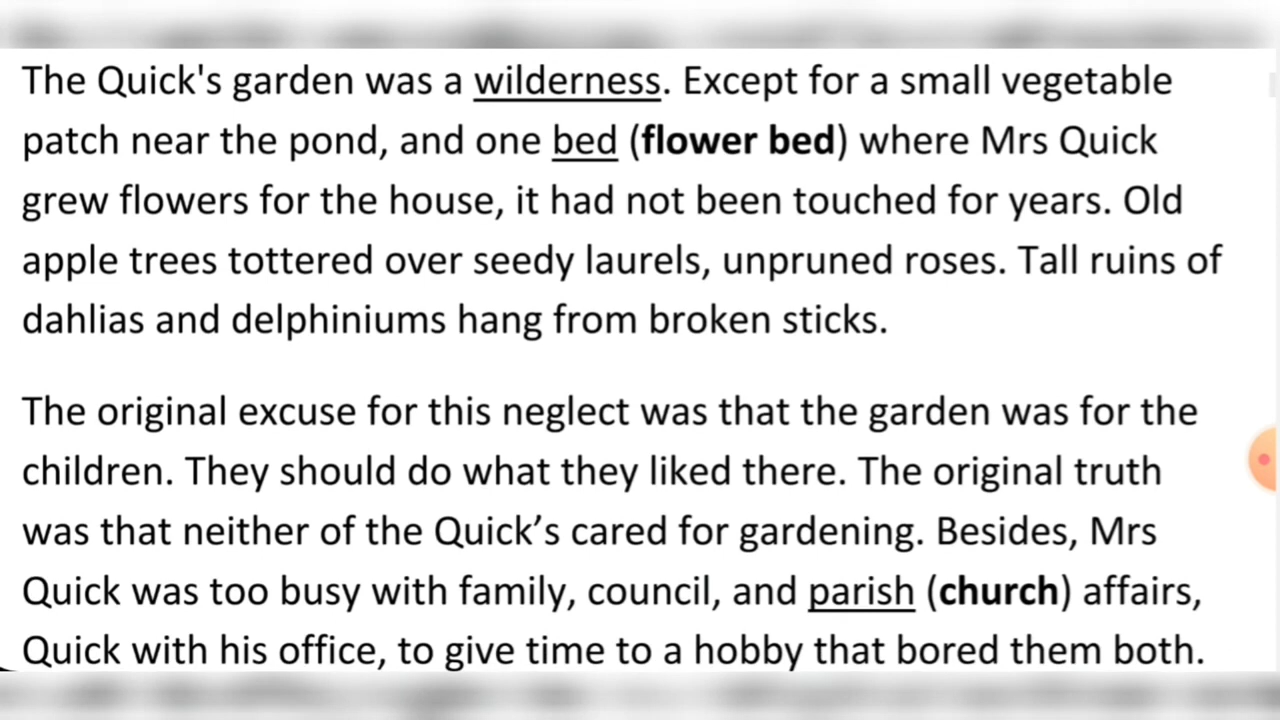 The Quick's garden was a wilderness. Except for a small vegetable
patch near the pond, and one bed (flower bed) where Mrs Quick
grew flowers for the house, it had not been touched for years. Old
apple trees tottered over seedy laurels, unpruned roses. Tall ruins of
dahlias and delphiniums hang from broken sticks.
The original excuse for this neglect was that the garden was for the
children. They should do what they liked there. The original truth
was that neither of the Quick’s cared for gardening. Besides, Mrs
Quick was too busy with family, council, and parish (church) affairs,
Quick with his office, to give time to a hobby that bored them both.